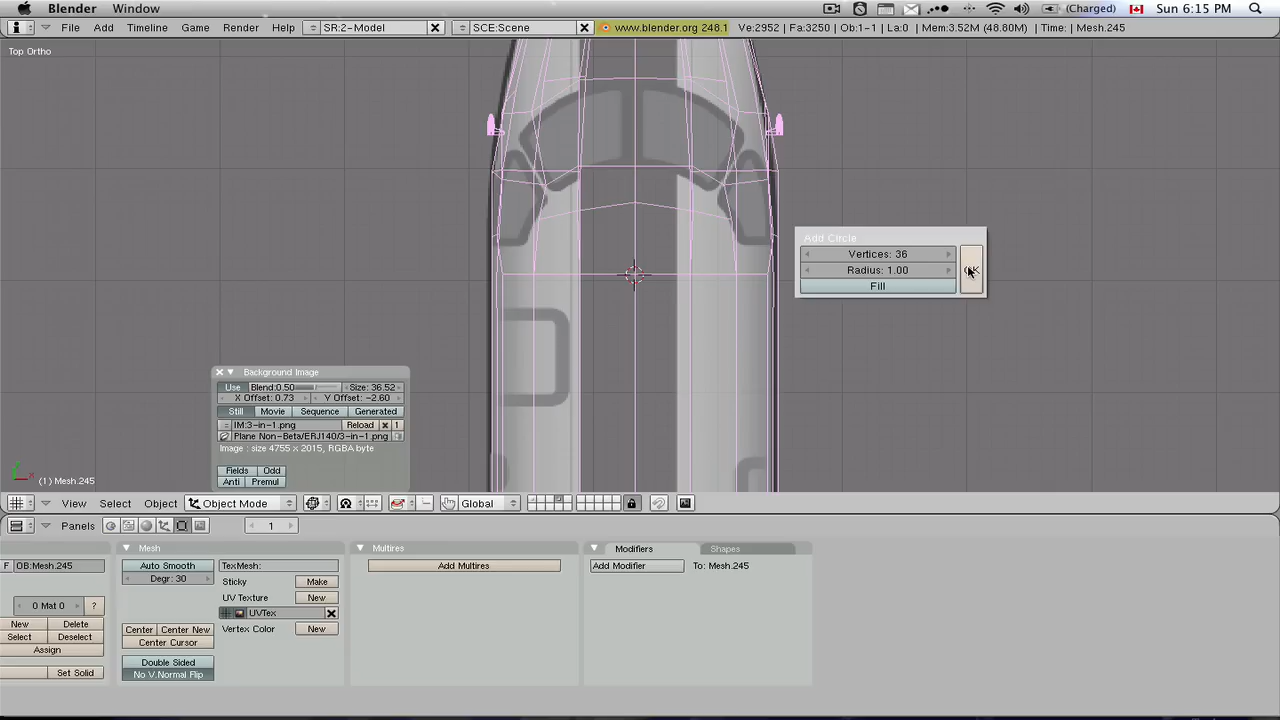 Blender Window (Charged) Sun 6:15 PM
File Add Timeline Game Render Help SR:2-Model SCE:Scene www.blender.org 248.1 Ve:2952 | Fa:3250 | Ob:1-1 | La:0 | Mem:3.52M (48.80M) | Time: | Mesh.245
Top Ortho
Add Circle
Vertices: 36
Radius: 1.00
OK
Fill
Background Image
Use Blend:0.50 Size: 36.52
X Offset: 0.73 Y Offset: -2.60
Still Movie Sequence Generated
IM:3-in-1.png Reload 1
Plane Non-Beta/ERJ140/3-in-1.png
Image : size 4755 x 2015, RGBA byte
Fields Odd
Anti Premul
(1) Mesh.245
View Select Object Object Mode Global
Panels 1
Mesh Multires Modifiers Shapes
F OB:Mesh.245 Auto Smooth TexMesh: Add Multires Add Modifier To: Mesh.245
Degr: 30 Sticky Make
UV Texture New
0 Mat 0 ? UVTex
New Delete Center Center New Vertex Color New
Select Deselect Center Cursor
Assign
Double Sided
Set Solid No V.Normal Flip